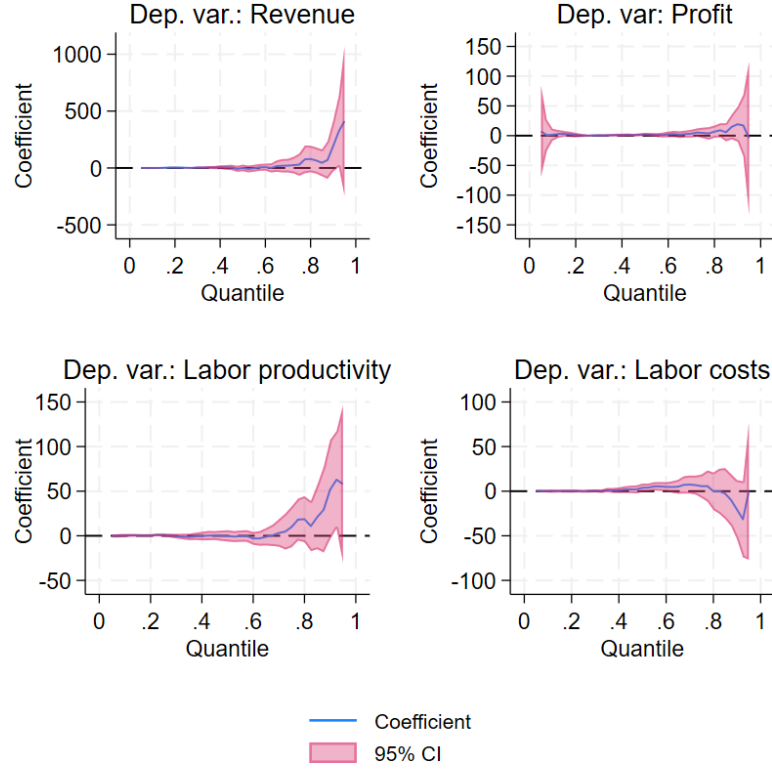 Dep. var.: Revenue
1000
500
0
-500
Coefficient
0 .2 .4 .6 .8 1
Quantile
Dep. var: Profit
150
100
50
0
-50
-100
-150
Coefficient
0 .2 .4 .6 .8 1
Quantile
Dep. var.: Labor productivity
150
100
50
0
-50
Coefficient
0 .2 .4 .6 .8 1
Quantile
Dep. var.: Labor costs
100
50
0
-50
-100
Coefficient
0 .2 .4 .6 .8 1
Quantile
Coefficient
95% CI